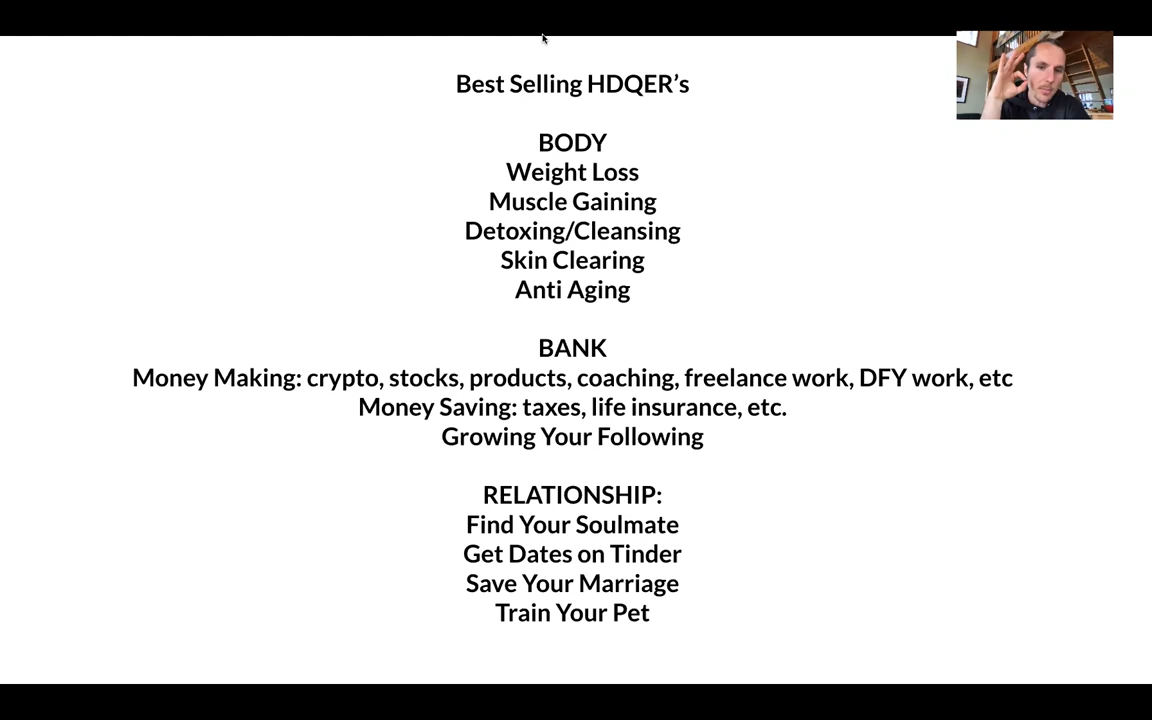 Best Selling HDQER’s
BODY
Weight Loss
Muscle Gaining
Detoxing/Cleansing
Skin Clearing
Anti Aging
BANK
Money Making: crypto, stocks, products, coaching, freelance work, DFY work, etc
Money Saving: taxes, life insurance, etc.
Growing Your Following
RELATIONSHIP:
Find Your Soulmate
Get Dates on Tinder
Save Your Marriage
Train Your Pet